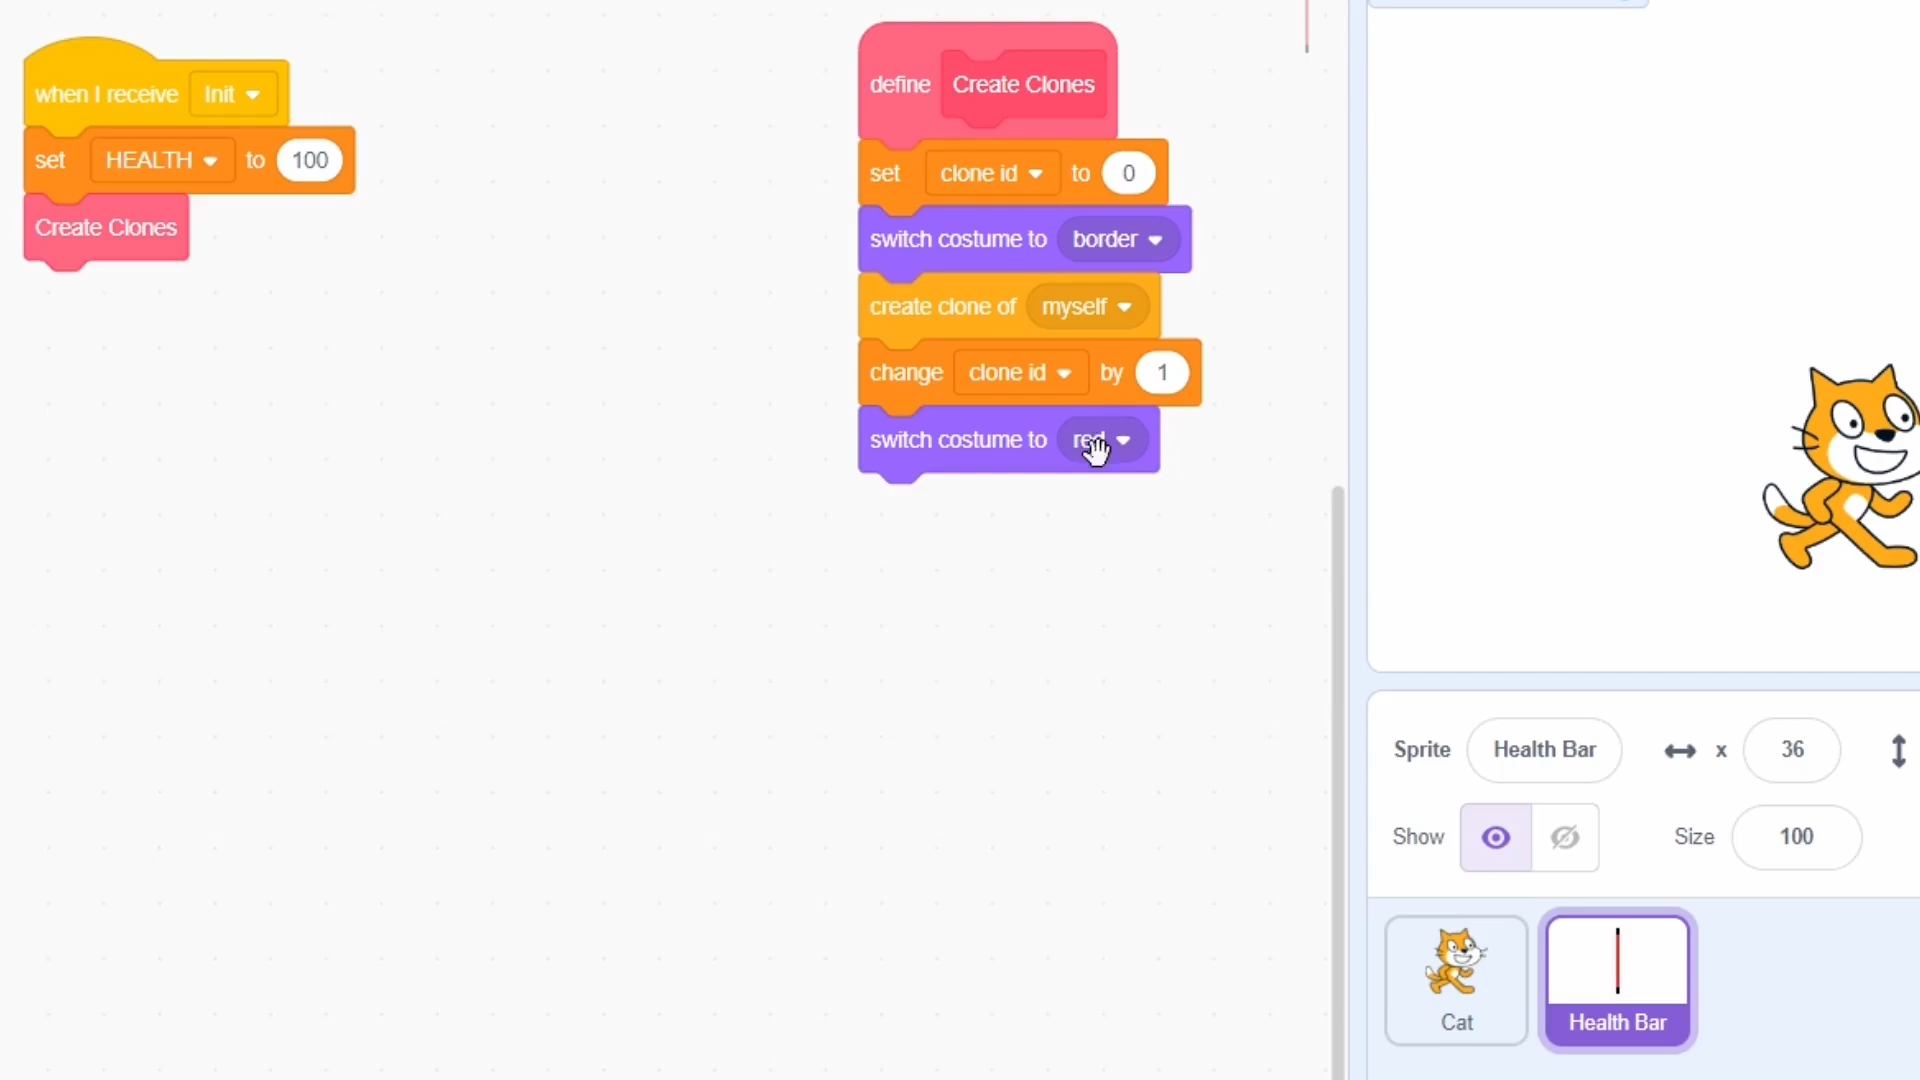 when I receive Init
set HEALTH to 100
Create Clones
define Create Clones
set clone id to 0
switch costume to border
create clone of myself
change clone id by 1
switch costume to red
Sprite Health Bar x 36
Show Size 100
Cat
Health Bar